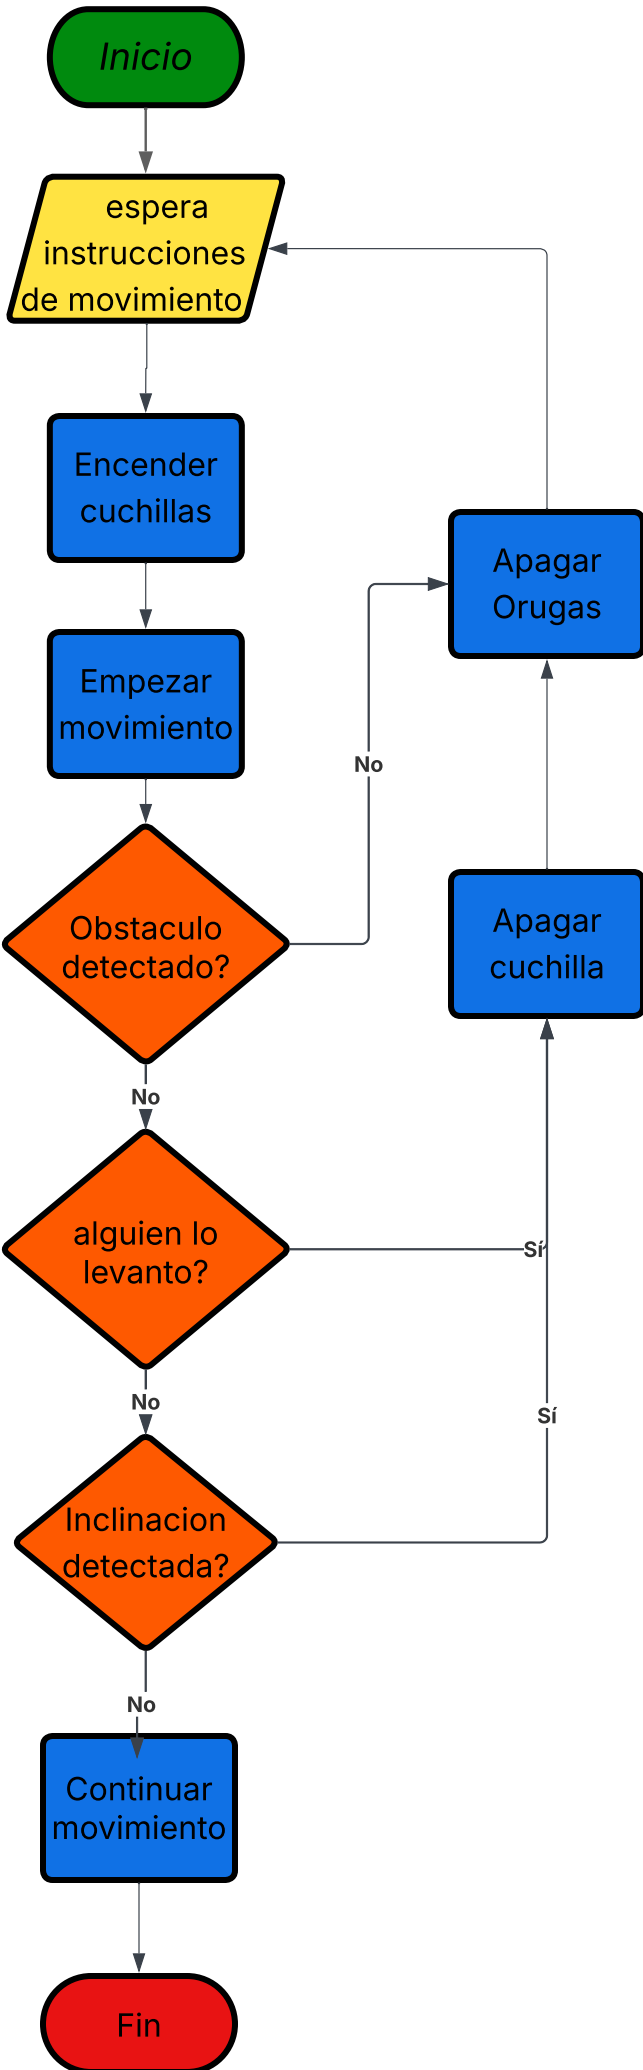 Inicio
espera
instrucciones
de movimiento
Encender
cuchillas
Apagar
Orugas
Empezar
movimiento
No
Obstaculo
detectado?
Apagar
cuchilla
No
alguien lo
levanto?
Sí
No
Sí
Inclinacion
detectada?
No
Continuar
movimiento
Fin